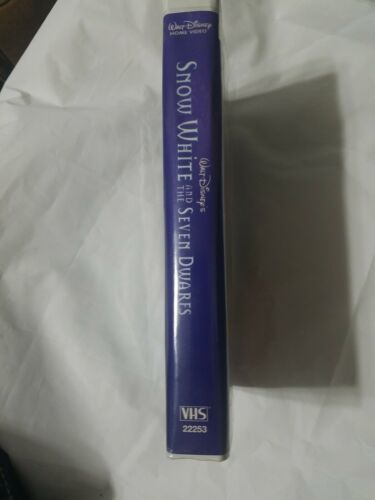 WALT DISNEY
HOME VIDEO
WALT DISNEY'S
SNOW WHITE AND THE SEVEN DWARFS
VHS
22253